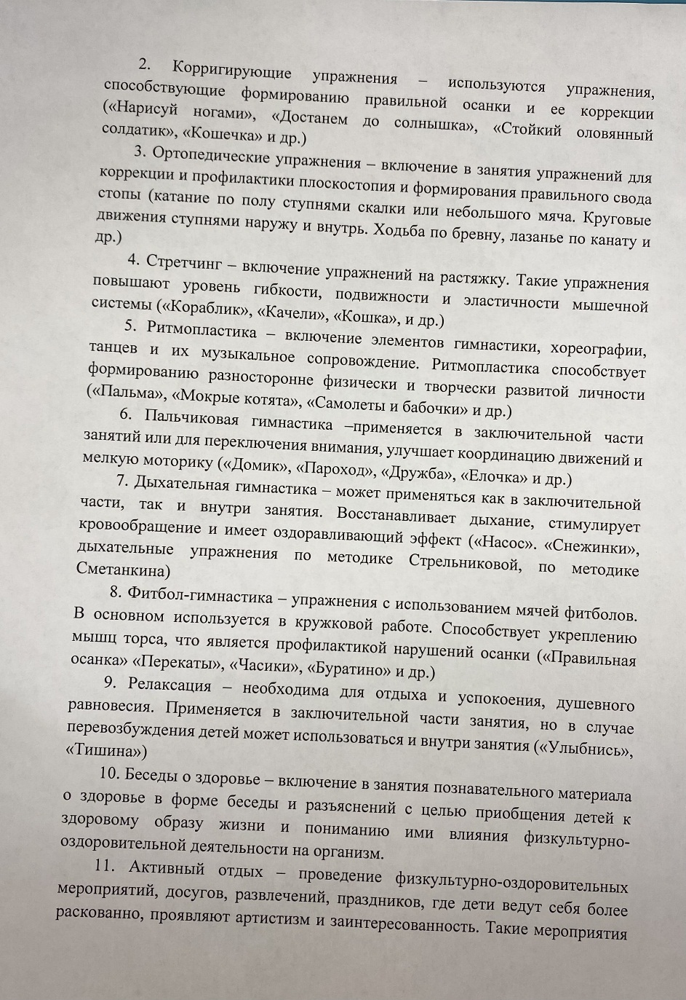 2. Корригирующие упражнения – используются упражнения,
способствующие формированию правильной осанки и ее коррекции
(«Нарисуй ногами», «Достанем до солнышка», «Стойкий оловянный
солдатик», «Кошечка» и др.)
3. Ортопедические упражнения – включение в занятия упражнений для
коррекции и профилактики плоскостопия и формирования правильного свода
стопы (катание по полу ступнями скалки или небольшого мяча. Круговые
движения ступнями наружу и внутрь. Ходьба по бревну, лазанье по канату и
др.)
4. Стретчинг – включение упражнений на растяжку. Такие упражнения
повышают уровень гибкости, подвижности и эластичности мышечной
системы («Кораблик», «Качели», «Кошка», и др.)
5. Ритмопластика – включение элементов гимнастики, хореографии,
танцев и их музыкальное сопровождение. Ритмопластика способствует
формированию разносторонне физически и творчески развитой личности
(«Пальма», «Мокрые котята», «Самолеты и бабочки» и др.)
6. Пальчиковая гимнастика –применяется в заключительной части
занятий или для переключения внимания, улучшает координацию движений и
мелкую моторику («Домик», «Пароход», «Дружба», «Елочка» и др.)
7. Дыхательная гимнастика – может применяться как в заключительной
части, так и внутри занятия. Восстанавливает дыхание, стимулирует
кровообращение и имеет оздоравливающий эффект («Насос». «Снежинки»,
дыхательные упражнения по методике Стрельниковой, по методике
Сметанкина)
8. Фитбол-гимнастика – упражнения с использованием мячей фитболов.
В основном используется в кружковой работе. Способствует укреплению
мышц торса, что является профилактикой нарушений осанки («Правильная
осанка» «Перекаты», «Часики», «Буратино» и др.)
9. Релаксация – необходима для отдыха и успокоения, душевного
равновесия. Применяется в заключительной части занятия, но в случае
перевозбуждения детей может использоваться и внутри занятия («Улыбнись»,
«Тишина»)
10. Беседы о здоровье – включение в занятия познавательного материала
о здоровье в форме беседы и разъяснений с целью приобщения детей к
здоровому образу жизни и пониманию ими влияния физкультурно-
оздоровительной деятельности на организм.
11. Активный отдых – проведение физкультурно-оздоровительных
мероприятий, досугов, развлечений, праздников, где дети ведут себя более
раскованно, проявляют артистизм и заинтересованность. Такие мероприятия